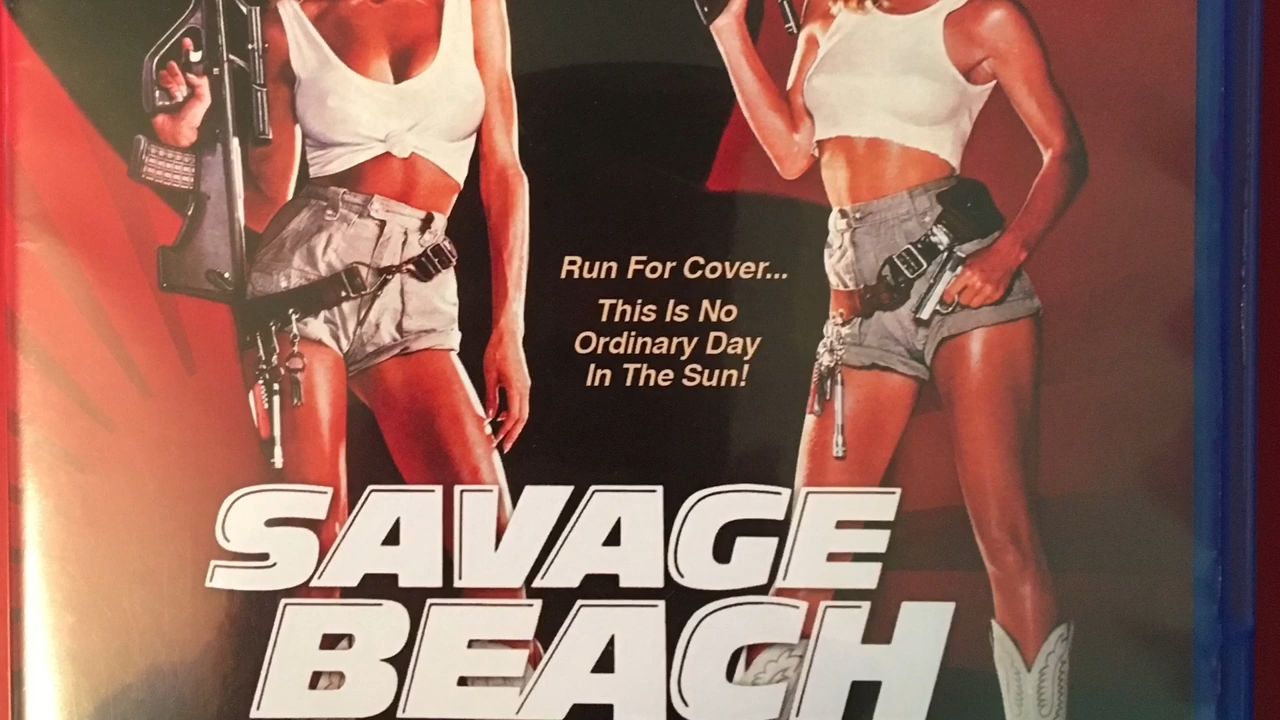 Run For Cover...
This Is No
Ordinary Day
In The Sun!
SAVAGE
BEACH